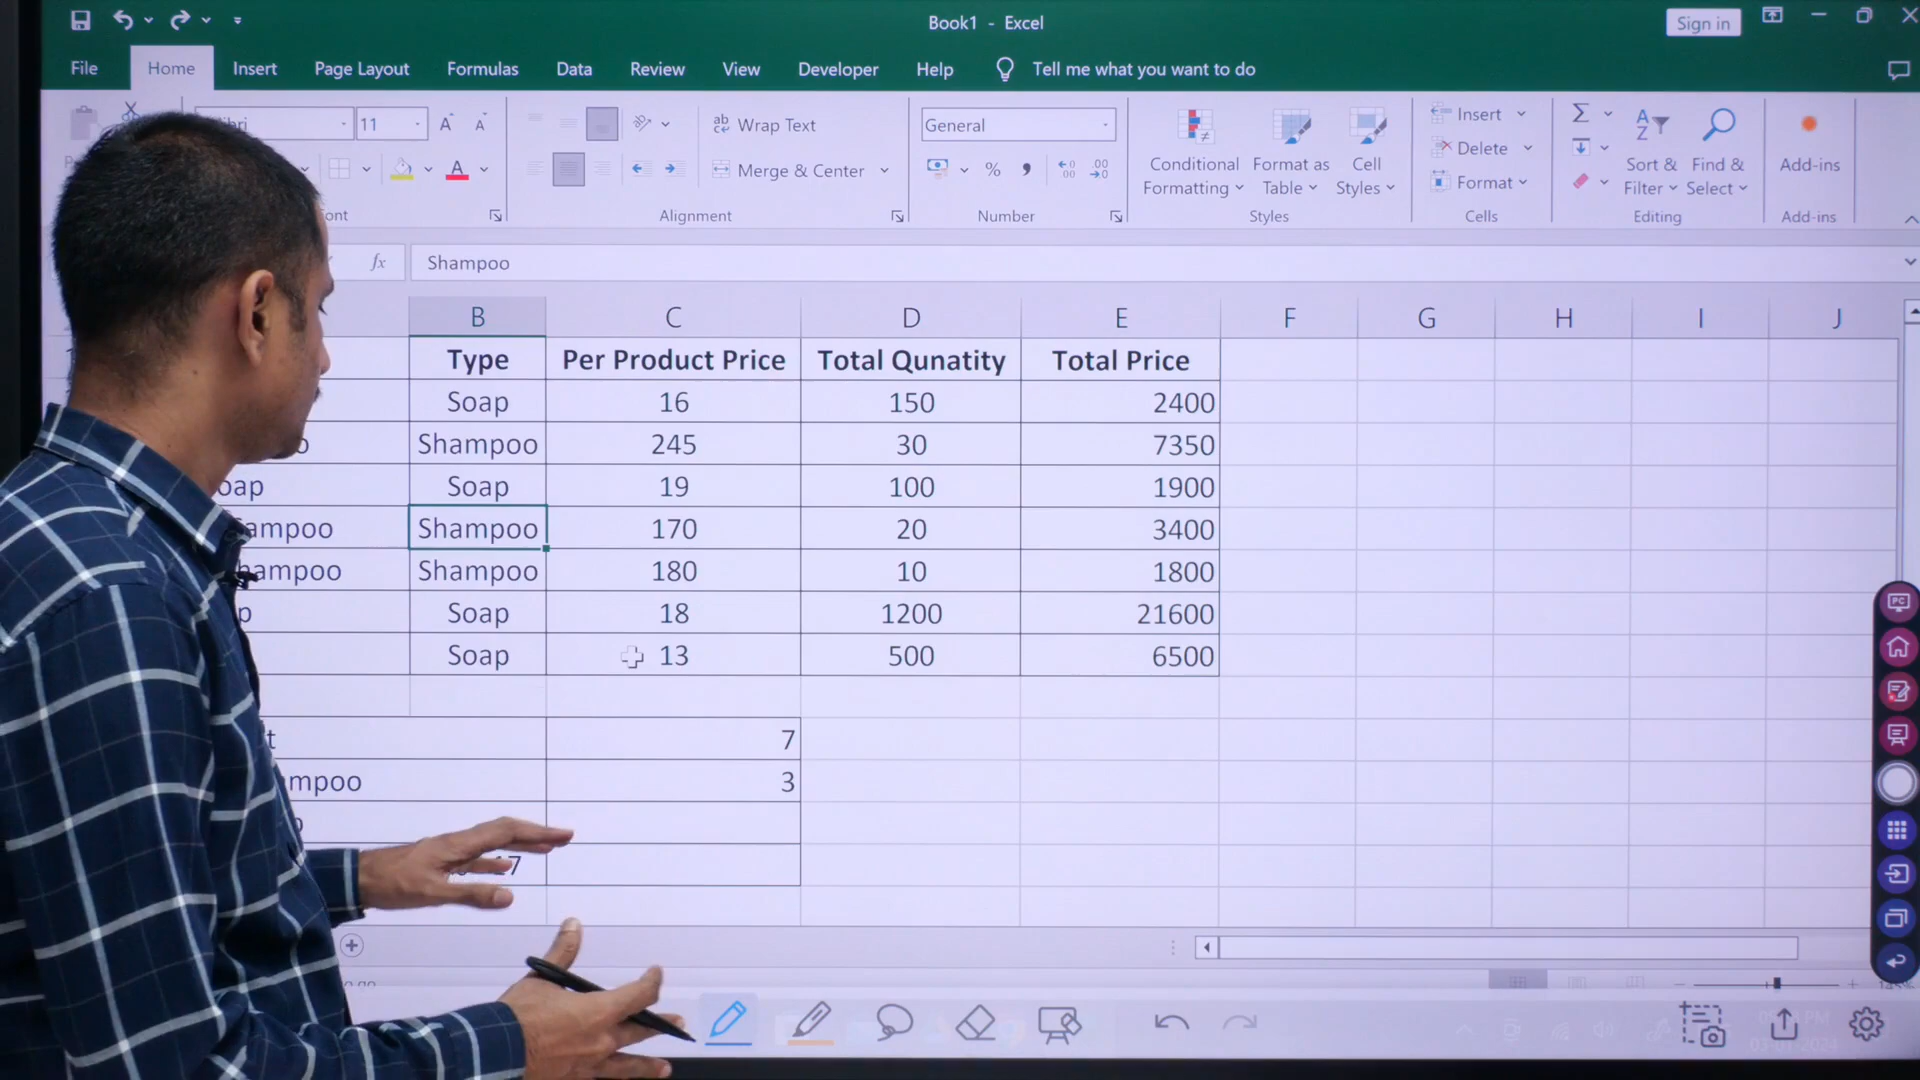 Book1 - Excel
Sign in
File Home Insert Page Layout Formulas Data Review View Developer Help Tell me what you want to do
11 A A Wrap Text General Insert
Conditional Formatting Format as Table Cell Styles Delete Sort & Filter Find & Select Add-ins
Merge & Center % Format
Alignment Number Styles Cells Editing Add-ins
fx Shampoo
B C D E F G H I J
Type Per Product Price Total Qunatity Total Price
Soap 16 150 2400
Shampoo 245 30 7350
Soap 19 100 1900
Shampoo 170 20 3400
Shampoo 180 10 1800
Soap 18 1200 21600
Soap 13 500 6500
7
3
17
PC